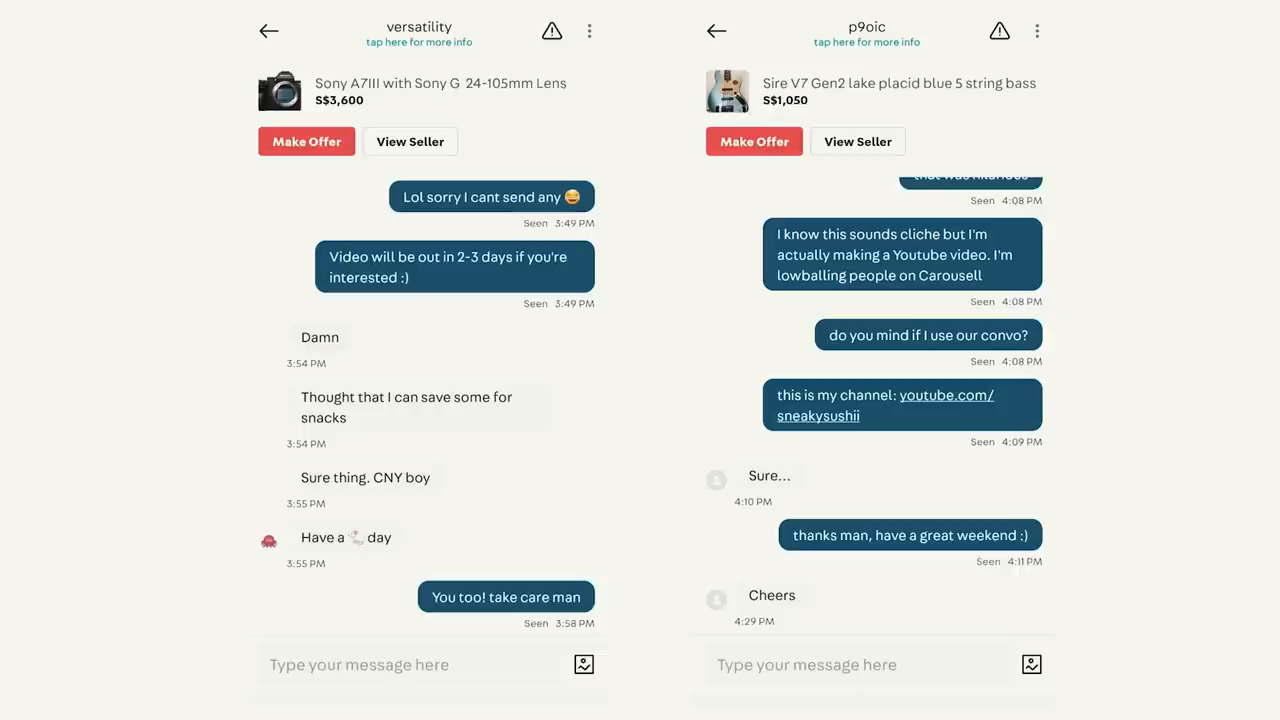 versatility
tap here for more info
Sony A7III with Sony G 24-105mm Lens
S$3,600
Make Offer
View Seller
Lol sorry I cant send any 😅
Seen 3:49 PM
Video will be out in 2-3 days if you're
interested :)
Seen 3:49 PM
Damn
3:54 PM
Thought that I can save some for
snacks
3:54 PM
Sure thing. CNY boy
3:55 PM
Have a 🐁 day
3:55 PM
You too! take care man
Seen 3:58 PM
Type your message here
p9oic
tap here for more info
Sire V7 Gen2 lake placid blue 5 string bass
S$1,050
Make Offer
View Seller
that was hilarious
Seen 4:08 PM
I know this sounds cliche but I'm
actually making a Youtube video. I'm
lowballing people on Carousell
Seen 4:08 PM
do you mind if I use our convo?
Seen 4:08 PM
this is my channel: youtube.com/
sneakysushii
Seen 4:09 PM
Sure...
4:10 PM
thanks man, have a great weekend :)
Seen 4:11 PM
Cheers
4:29 PM
Type your message here